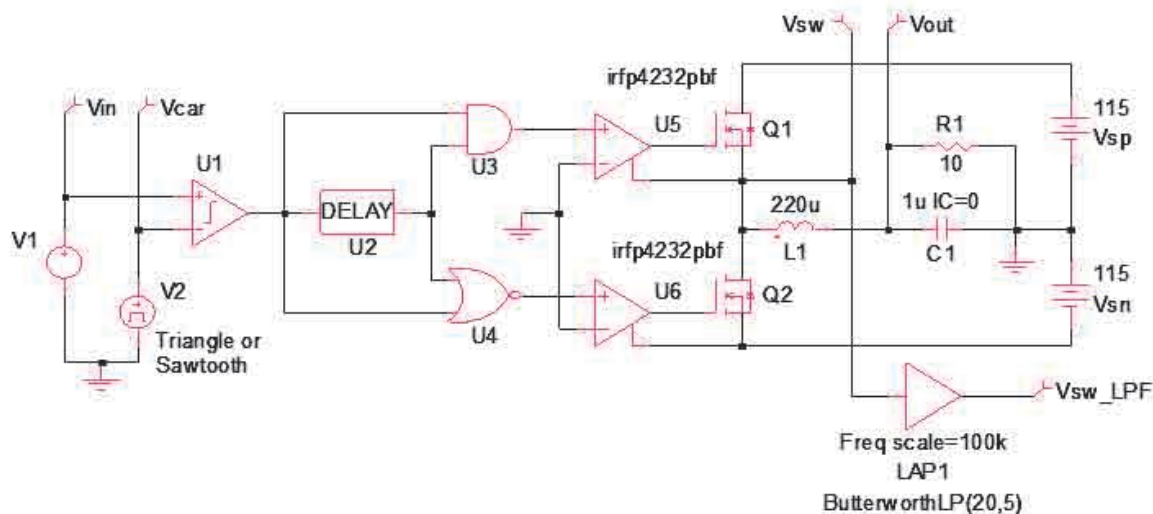 Vsw
Vout
irfp4232pbf
Vin
Vcar
U1
U3
U5
Q1
R1
10
115
Vsp
DELAY
U2
V1
V2
Triangle or
Sawtooth
U4
irfp4232pbf
U6
Q2
220u
L1
1u IC=0
C1
115
Vsn
Vsw_LPF
Freq scale=100k
LAP1
ButterworthLP(20,5)